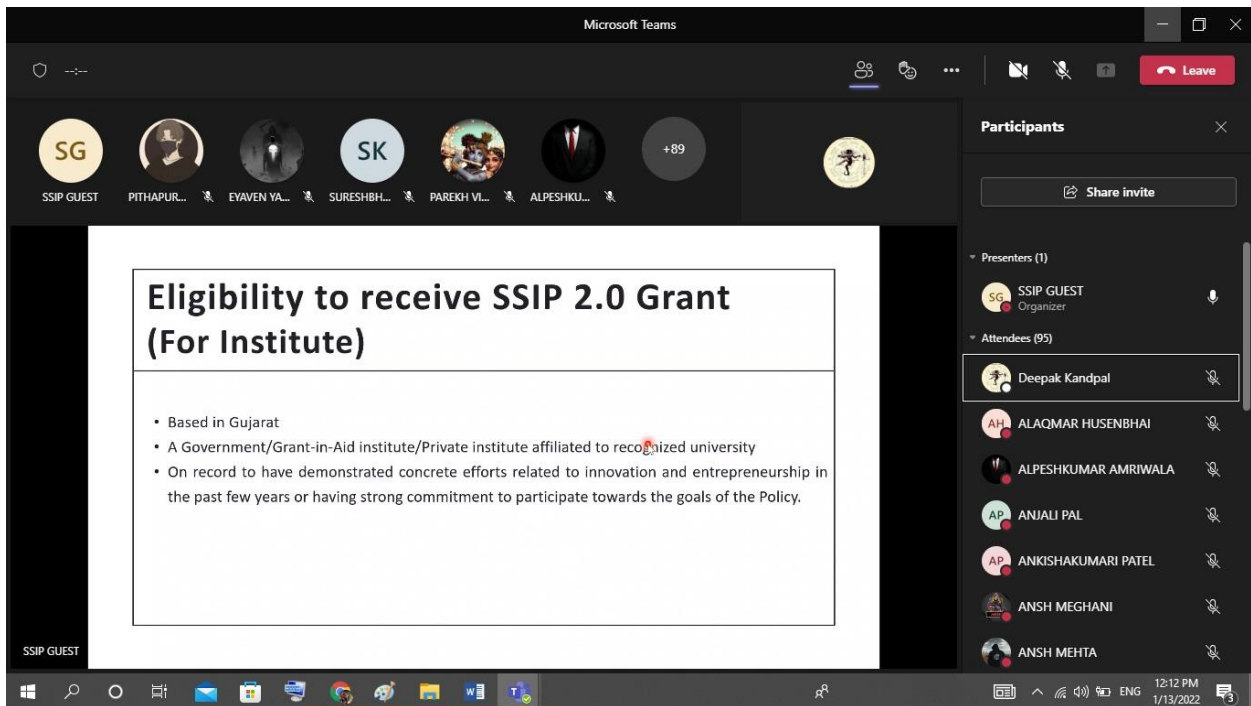 Microsoft Teams
--:--
Leave
SG
SK
+89
SSIP GUEST
PITHAPUR...
EYAVEN YA...
SURESHBH...
PAREKH VI...
ALPESHKU...
Participants
Share invite
Presenters (1)
SG
SSIP GUEST
Organizer
Attendees (95)
Deepak Kandpal
AH
ALAQMAR HUSENBHAI
ALPESHKUMAR AMRIWALA
AP
ANJALI PAL
AP
ANKISHAKUMARI PATEL
ANSH MEGHANI
ANSH MEHTA
Eligibility to receive SSIP 2.0 Grant
(For Institute)
• Based in Gujarat
• A Government/Grant-in-Aid institute/Private institute affiliated to recognized university
• On record to have demonstrated concrete efforts related to innovation and entrepreneurship in
the past few years or having strong commitment to participate towards the goals of the Policy.
SSIP GUEST
ENG
12:12 PM
1/13/2022
3